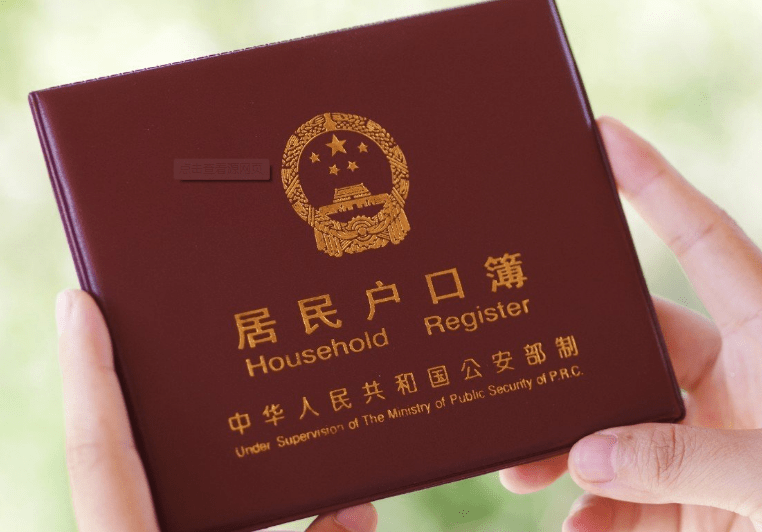 居民户口簿
Household Register
中华人民共和国公安部制
Under Supervision of The Ministry of Public Security of P.R.C.